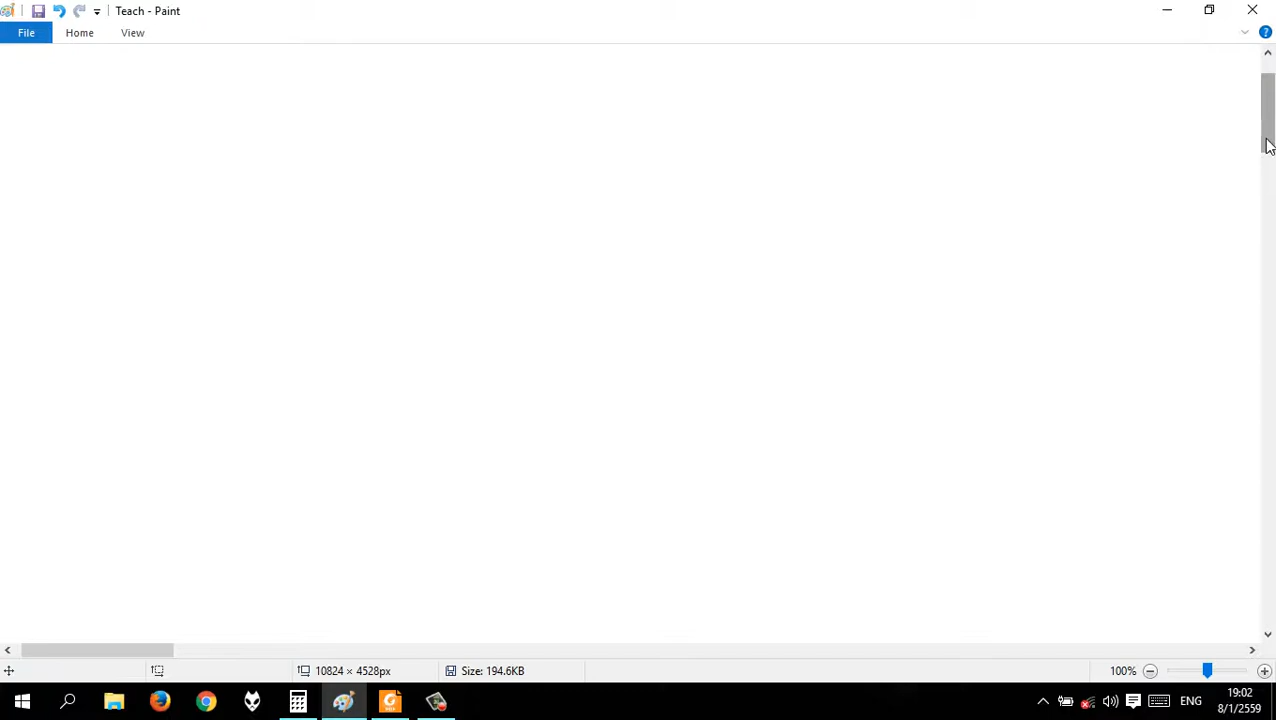 Teach - Paint
File Home View
10824 × 4528px Size: 194.6KB 100%
ENG 19:02
8/1/2559